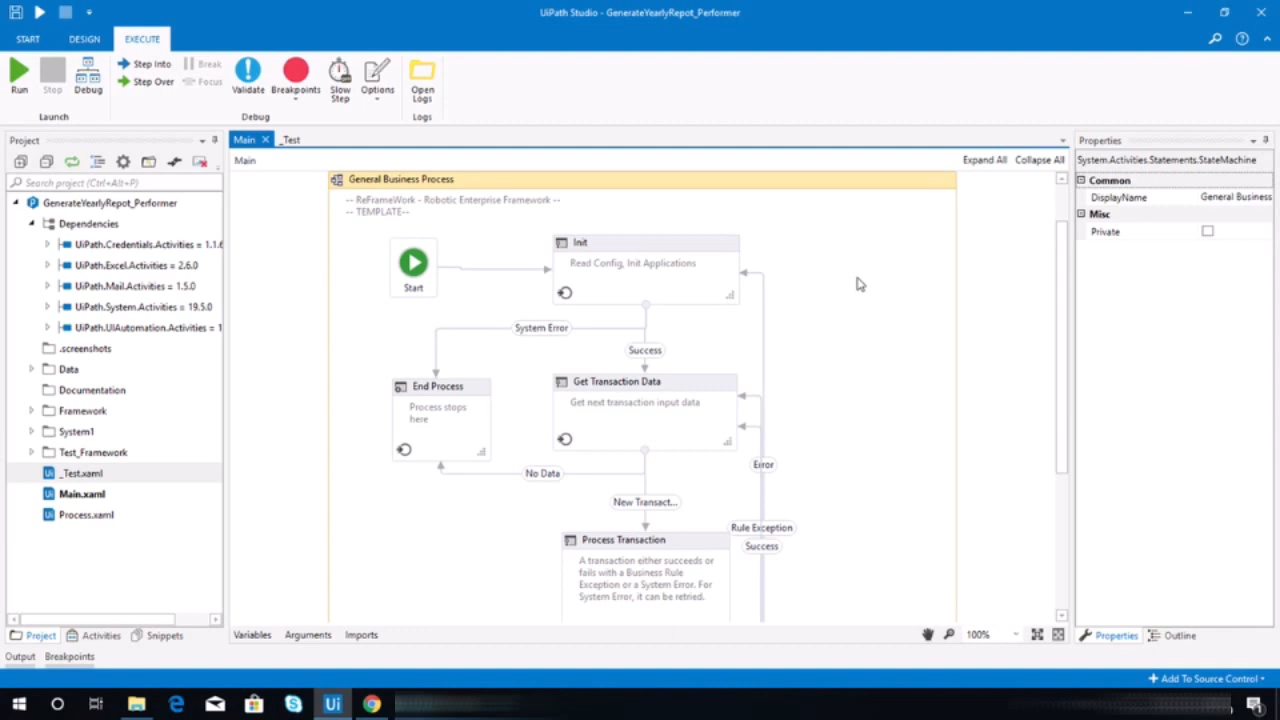 UiPath Studio - GenerateYearlyRepot_Performer
START DESIGN EXECUTE
Run
Stop
Debug
Step Into
Step Over
Break
Focus
Validate
Breakpoints
Slow
Step
Options
Open
Logs
Launch
Debug
Logs
Project
Search project (Ctrl+Alt+P)
GenerateYearlyRepot_Performer
Dependencies
UiPath.Credentials.Activities = 1.1.6
UiPath.Excel.Activities = 2.6.0
UiPath.Mail.Activities = 1.5.0
UiPath.System.Activities = 19.5.0
UiPath.UIAutomation.Activities = 1
.screenshots
Data
Documentation
Framework
System1
Test_Framework
_Test.xaml
Main.xaml
Process.xaml
Project Activities Snippets
Output Breakpoints
Main _Test
Main
Expand All Collapse All
General Business Process
-- ReFrameWork - Robotic Enterprise Framework --
-- TEMPLATE--
Start
Init
Read Config, Init Applications
System Error
Success
End Process
Process stops
here
Get Transaction Data
Get next transaction input data
Error
No Data
New Transact...
Rule Exception
Success
Process Transaction
A transaction either succeeds or
fails with a Business Rule
Exception or a System Error. For
System Error, it can be retried.
Variables Arguments Imports
100%
Properties
System.Activities.Statements.StateMachine
Common
DisplayName General Business
Misc
Private
Properties Outline
Add To Source Control
Ui
1